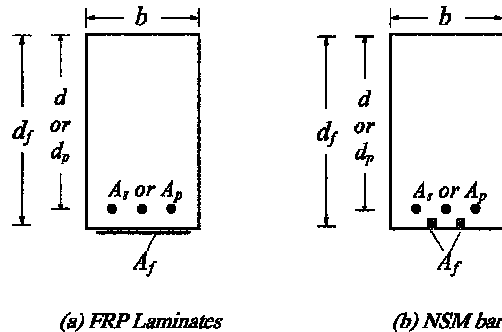 b
b
d
or
d_p
d_f
d
or
d_p
d_f
A_s or A_p
A_s or A_p
A_f
A_f
(a) FRP Laminates
(b) NSM bar